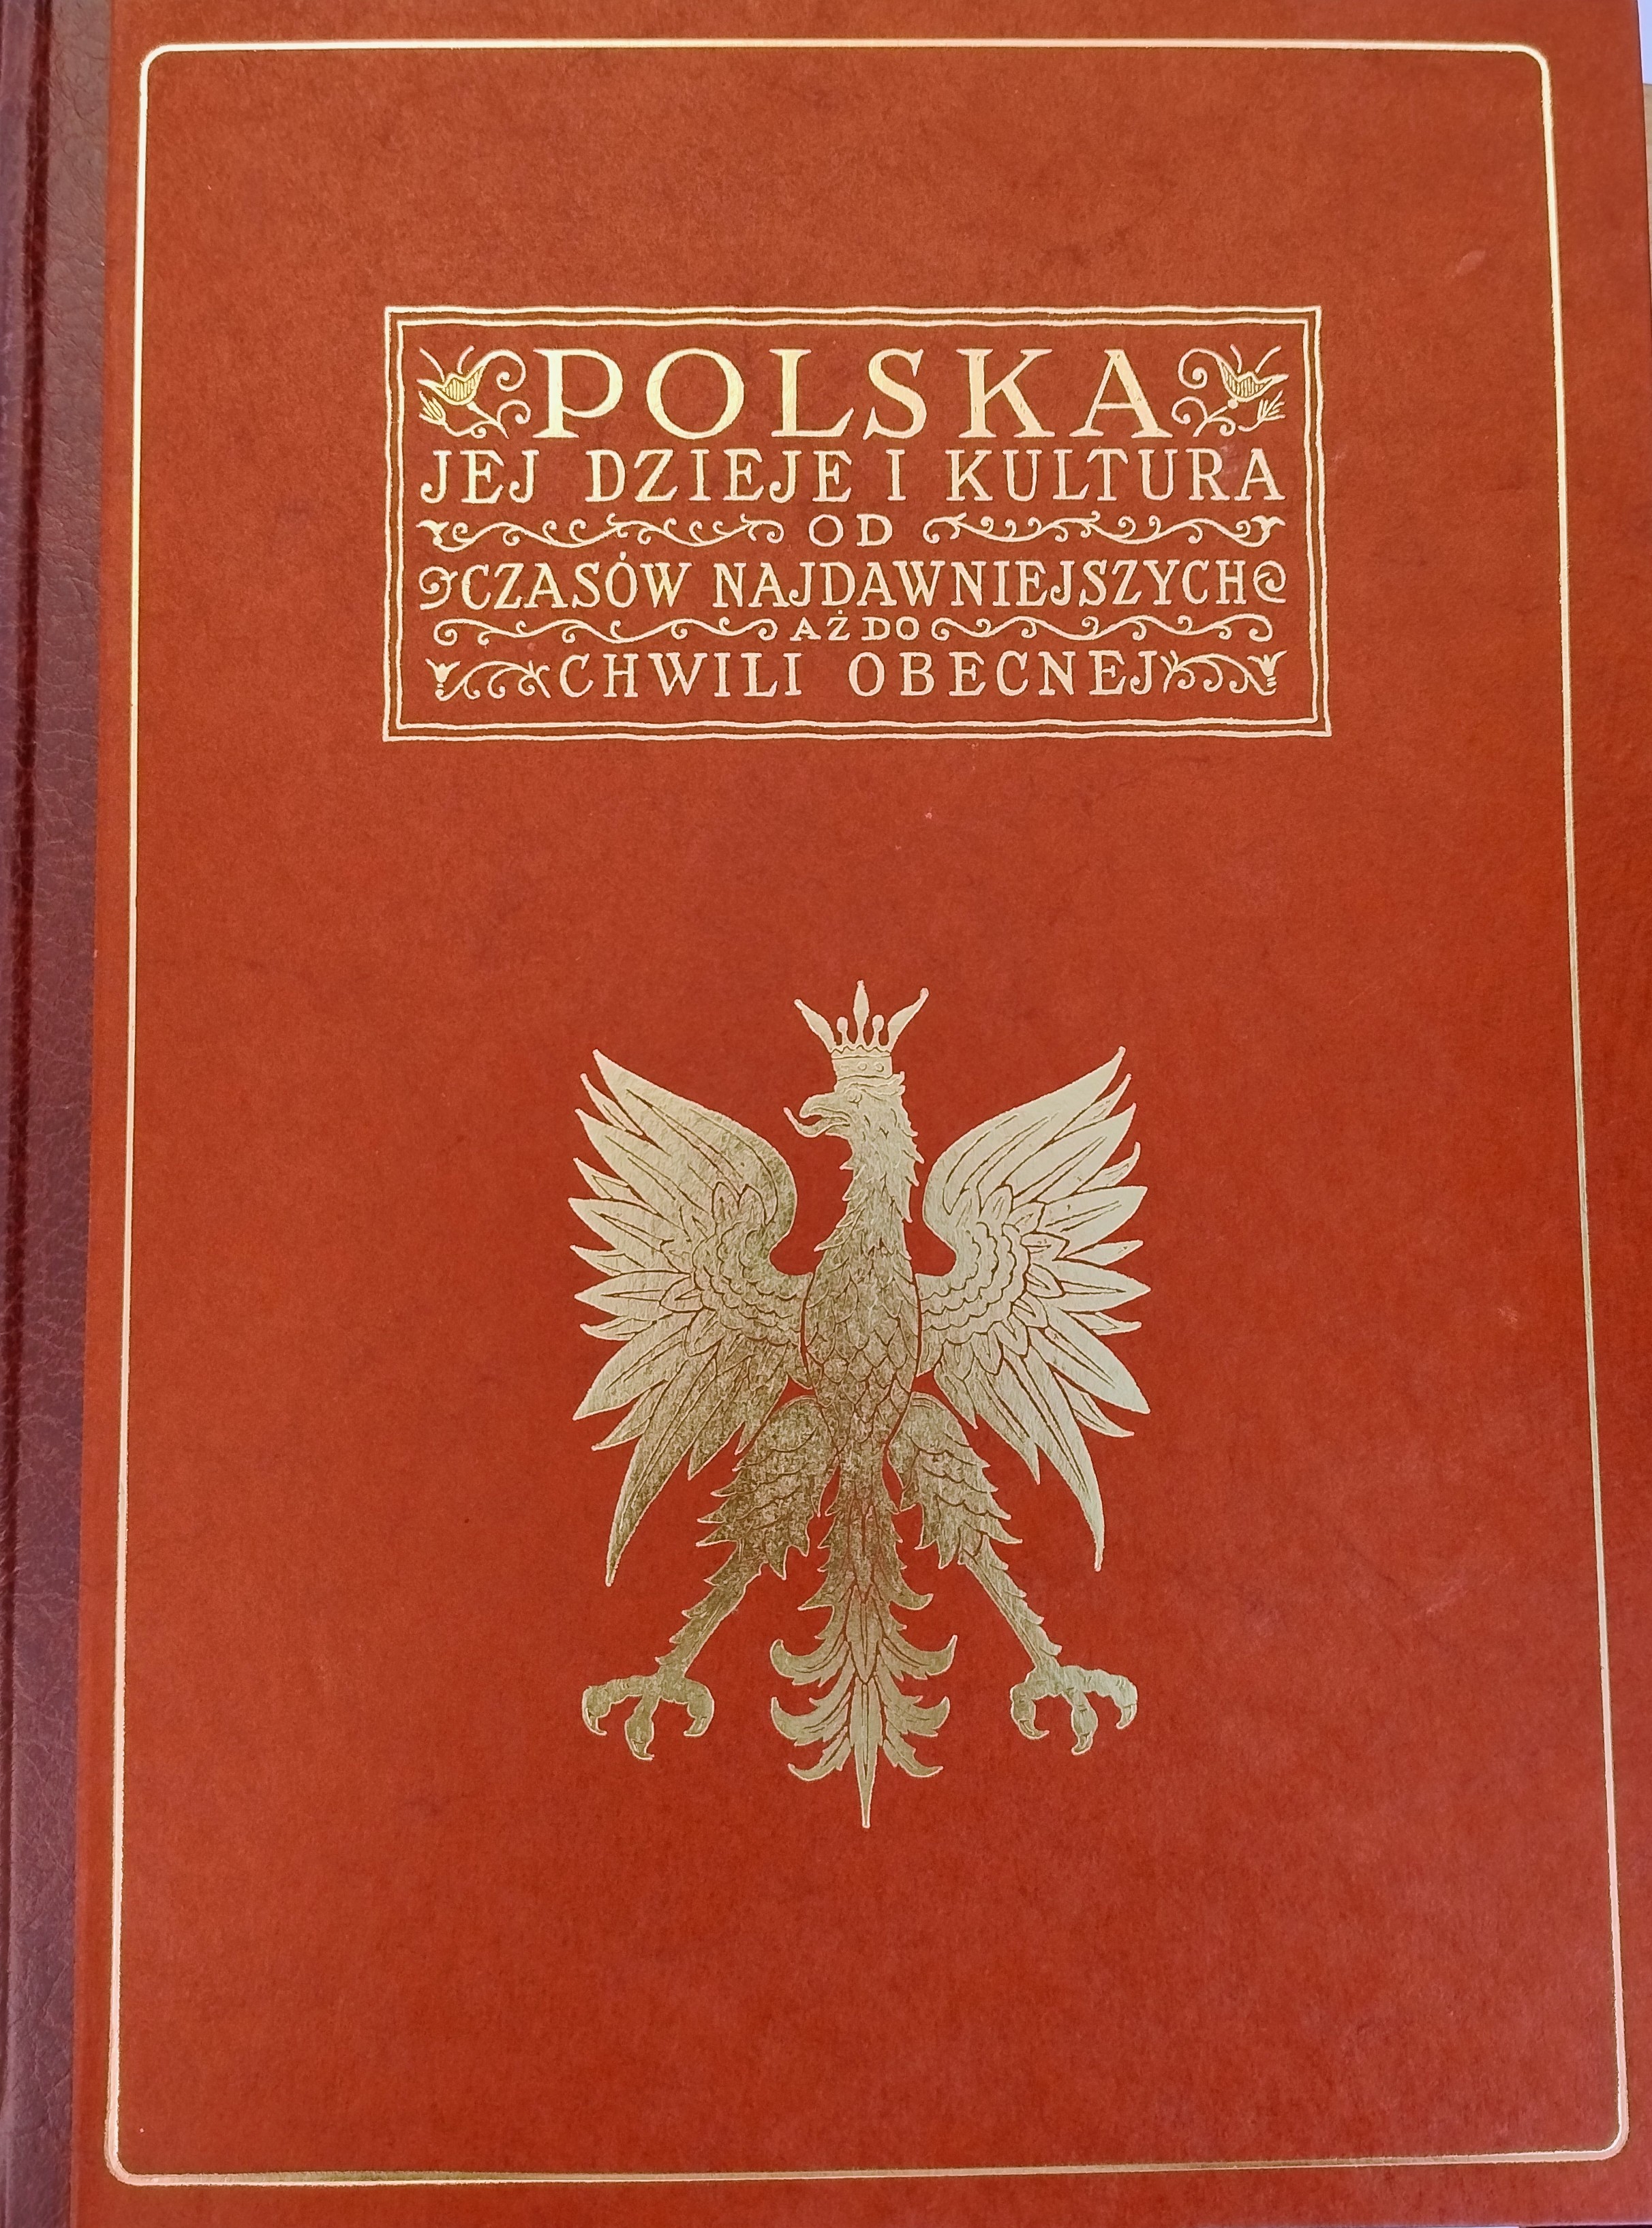 POLSKA
JEJ DZIEJE I KULTURA
OD
CZASÓW NAJDAWNIEJSZYCH
AŻ DO
CHWILI OBECNEJ